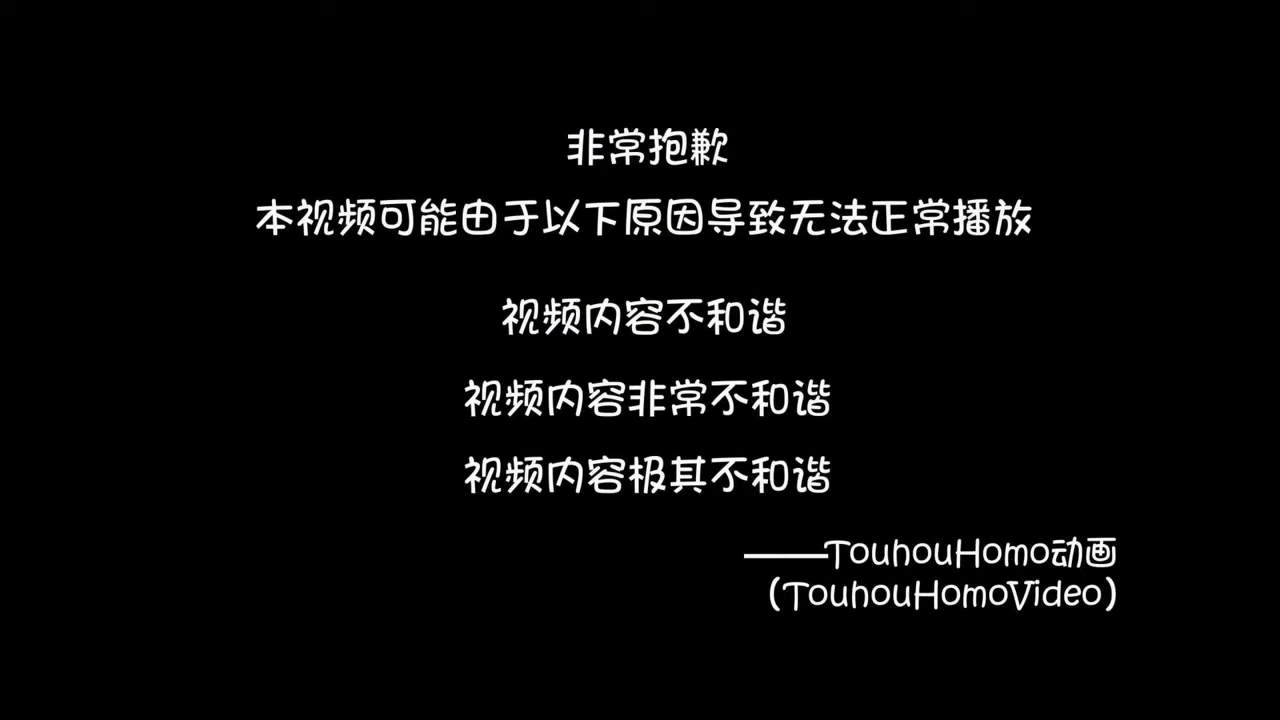 非常抱歉
本视频可能由于以下原因导致无法正常播放
视频内容不和谐
视频内容非常不和谐
视频内容极其不和谐
——TouhouHomo动画
(TouhouHomoVideo)